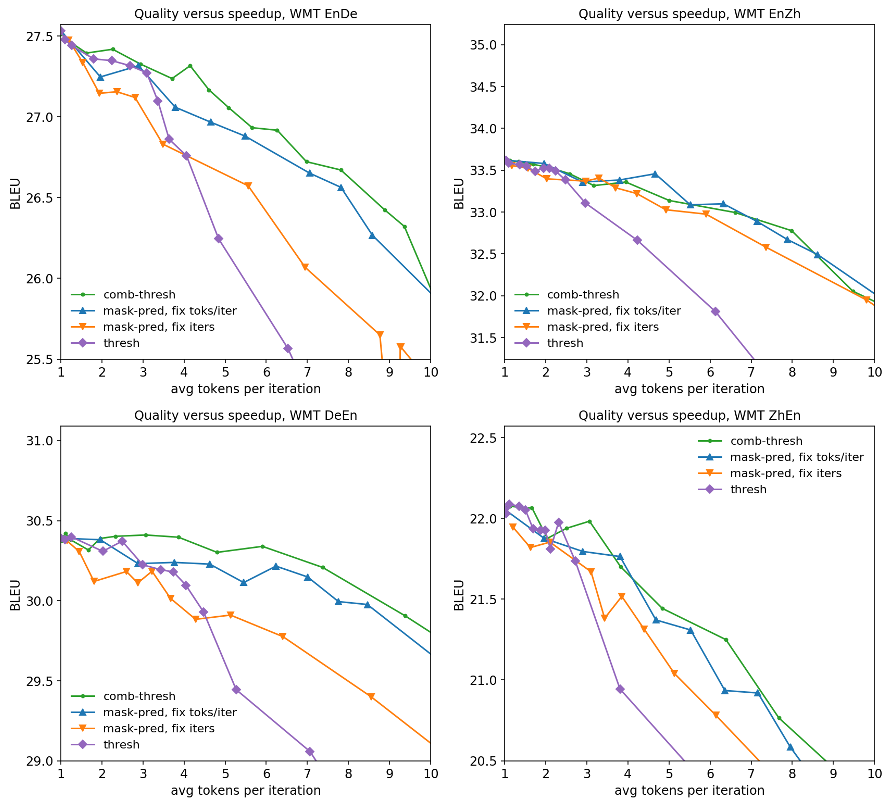 Quality versus speedup, WMT EnDe
27.5
27.0
26.5
26.0
25.5
BLEU
comb-thresh
mask-pred, fix toks/iter
mask-pred, fix iters
thresh
1 2 3 4 5 6 7 8 9 10
avg tokens per iteration
Quality versus speedup, WMT EnZh
35.0
34.5
34.0
33.5
33.0
32.5
32.0
31.5
BLEU
comb-thresh
mask-pred, fix toks/iter
mask-pred, fix iters
thresh
1 2 3 4 5 6 7 8 9 10
avg tokens per iteration
Quality versus speedup, WMT DeEn
31.0
30.5
30.0
29.5
29.0
BLEU
comb-thresh
mask-pred, fix toks/iter
mask-pred, fix iters
thresh
1 2 3 4 5 6 7 8 9 10
avg tokens per iteration
Quality versus speedup, WMT ZhEn
22.5
22.0
21.5
21.0
20.5
BLEU
comb-thresh
mask-pred, fix toks/iter
mask-pred, fix iters
thresh
1 2 3 4 5 6 7 8 9 10
avg tokens per iteration